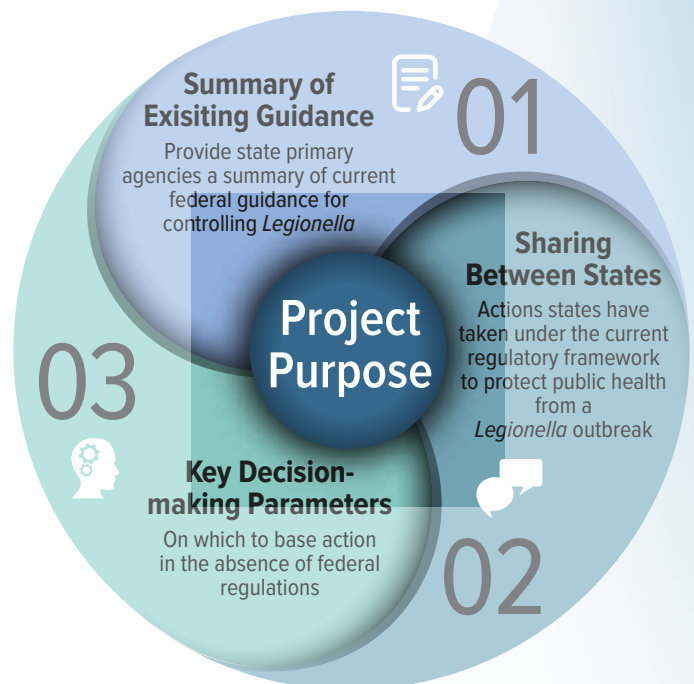 01
Summary of
Exisiting Guidance
Provide state primary
agencies a summary of current
federal guidance for
controlling Legionella
Project
Purpose
Sharing
Between States
Actions states have
taken under the current
regulatory framework
to protect public health
from a
Legionella outbreak
02
03
Key Decision-
making Parameters
On which to base action
in the absence of federal
regulations